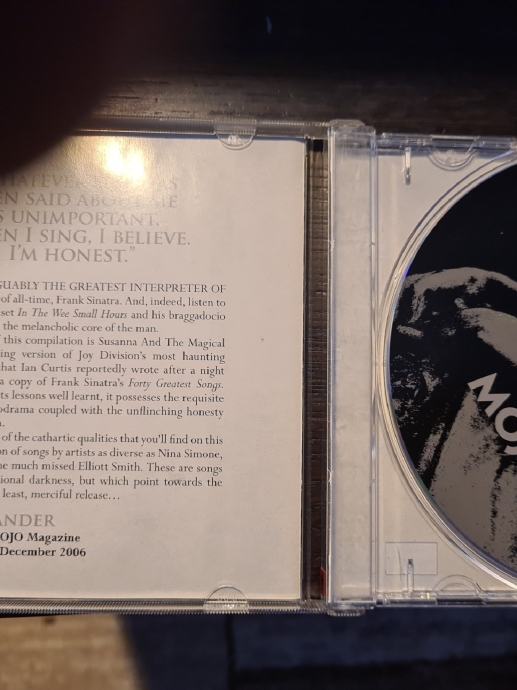 EN SAID ABOUT ME
S UNIMPORTANT.
EN I SING, I BELIEVE.
I'M HONEST."
GUABLY THE GREATEST INTERPRETER OF
of all-time, Frank Sinatra. And, indeed, listen to
set In The Wee Small Hours and his braggadocio
the melancholic core of the man.
this compilation is Susanna And The Magical
ing version of Joy Division's most haunting
hat Ian Curtis reportedly wrote after a night
a copy of Frank Sinatra's Forty Greatest Songs.
ts lessons well learnt, it possesses the requisite
odrama coupled with the unflinching honesty
of the cathartic qualities that you'll find on this
on of songs by artists as diverse as Nina Simone,
he much missed Elliott Smith. These are songs
ional darkness, but which point towards the
least, merciful release...
ANDER
OJO Magazine
December 2006
MO